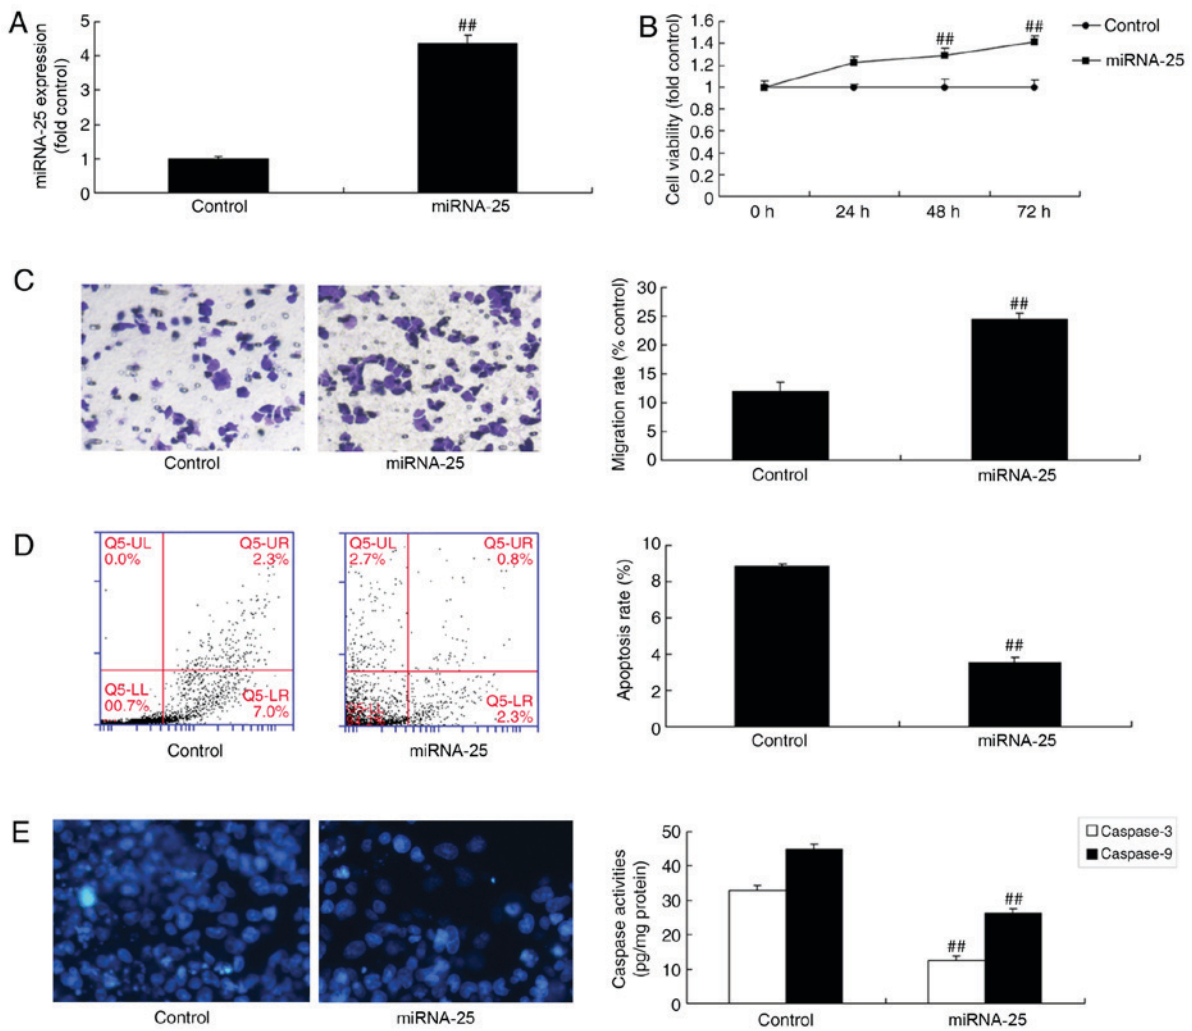 A
miRNA-25 expression
(fold control)
5
4
3
2
1
0
##
Control
miRNA-25
B
Cell viability (fold control)
1.6
1.4
1.2
1
0.8
0.6
0.4
0.2
0
##
##
0 h
24 h
48 h
72 h
Control
miRNA-25
C
Control
miRNA-25
Migration rate (% control)
30
25
20
15
10
5
0
##
Control
miRNA-25
D
Q5-UL
0.0%
Q5-UR
2.3%
Q5-LL
00.7%
Q5-LR
7.0%
Control
Q5-UL
2.7%
Q5-UR
0.8%
Q5-LR
2.3%
miRNA-25
Apoptosis rate (%)
10
8
6
4
2
0
##
Control
miRNA-25
E
Control
miRNA-25
Caspase activities
(pg/mg protein)
50
40
30
20
10
0
##
##
Control
miRNA-25
Caspase-3
Caspase-9